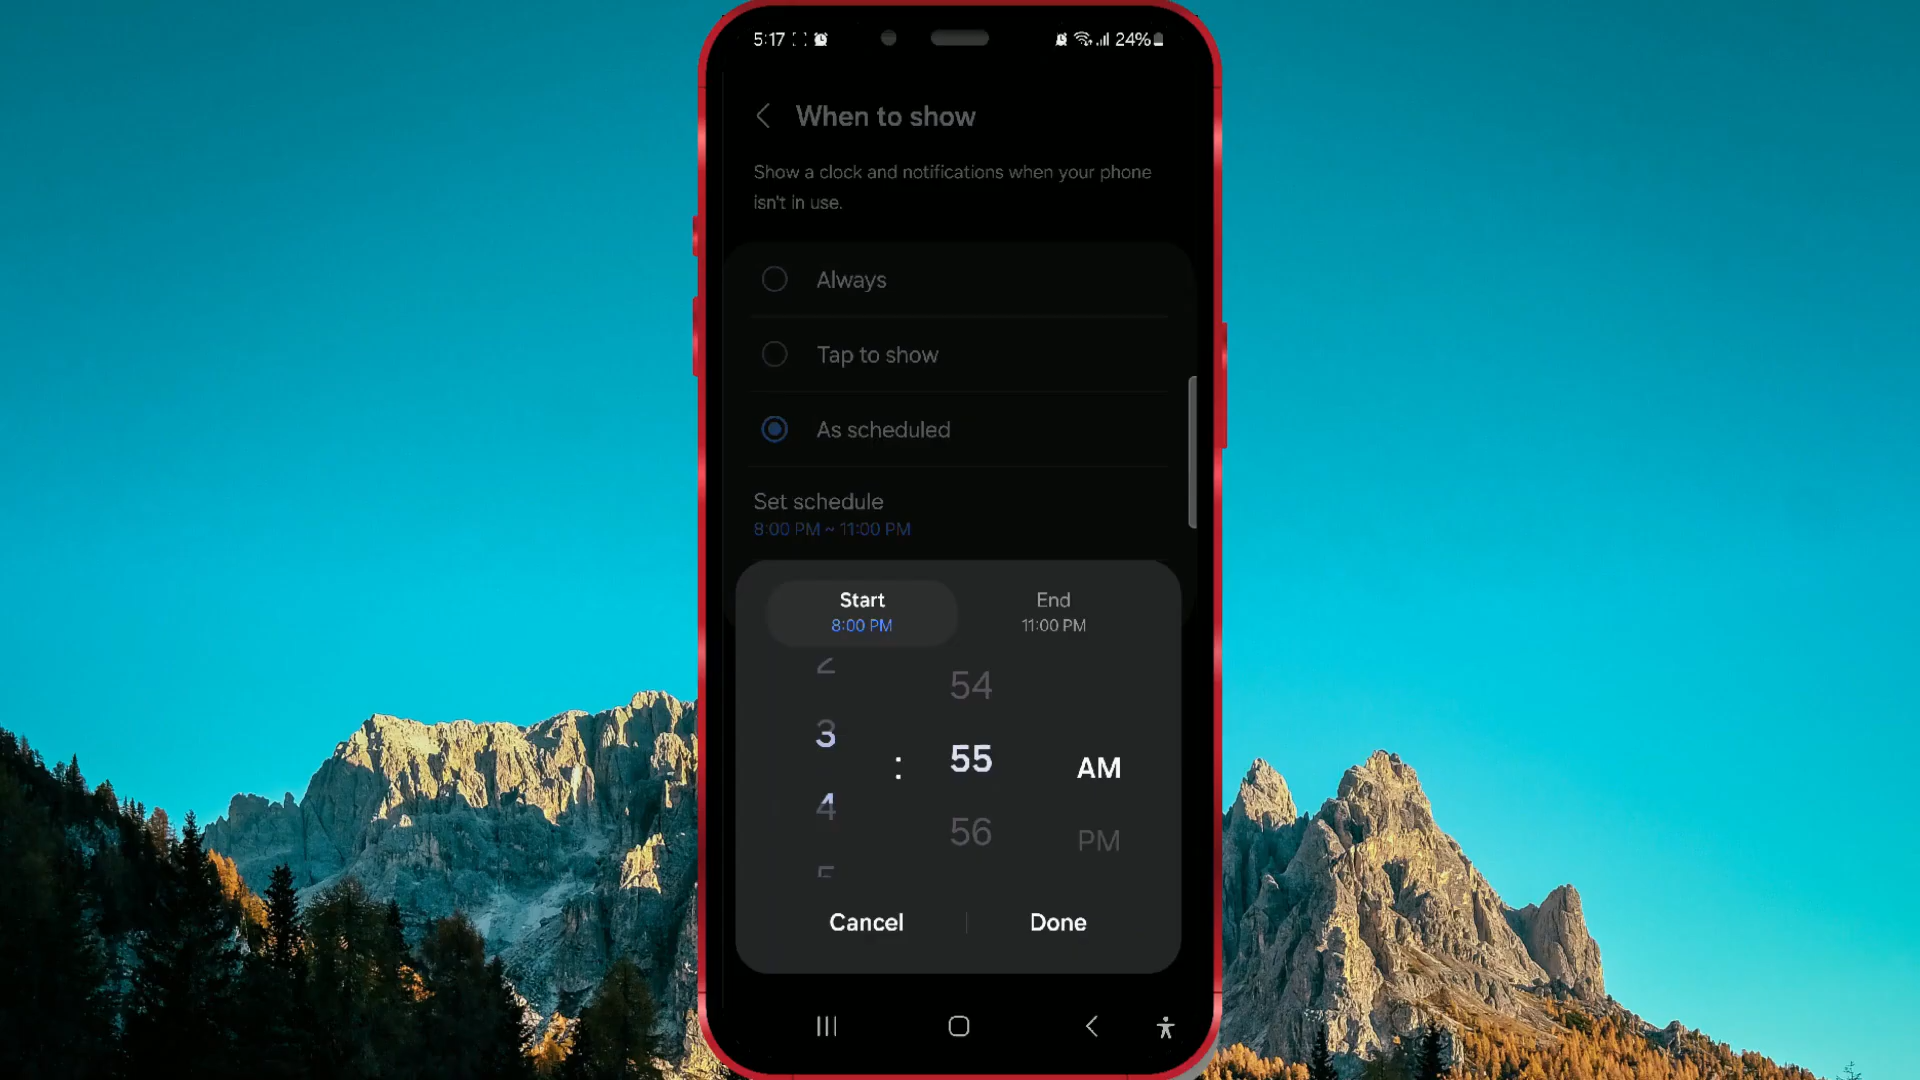 5:17
24%
When to show
Show a clock and notifications when your phone
isn't in use.
Always
Tap to show
As scheduled
Set schedule
8:00 PM ~ 11:00 PM
Start
8:00 PM
End
11:00 PM
2
3
4
5
:
54
55
56
AM
PM
Cancel
Done